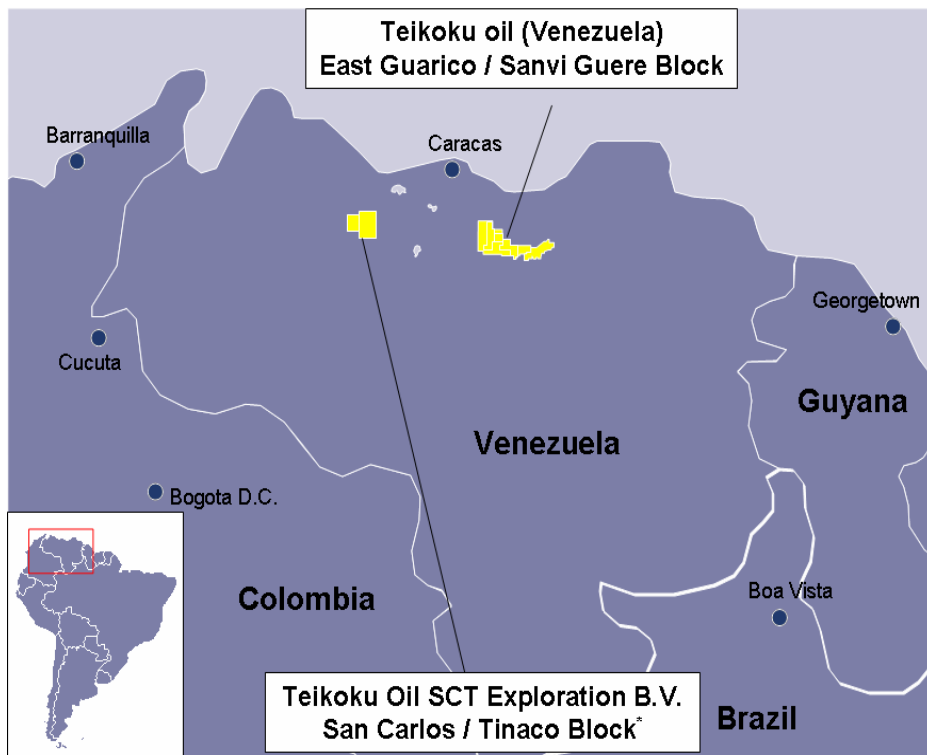 Teikoku oil (Venezuela)
East Guarico / Sanvi Guere Block
Barranquilla
Caracas
Georgetown
Cucuta
Guyana
Venezuela
Bogota D.C.
Colombia
Boa Vista
Teikoku Oil SCT Exploration B.V.
San Carlos / Tinaco Block*
Brazil